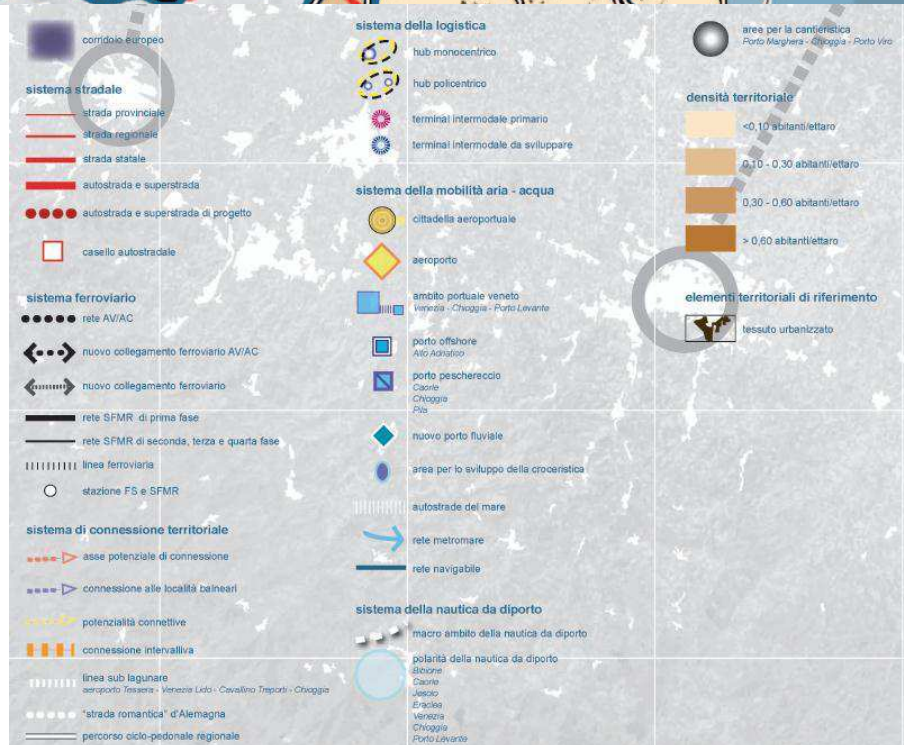 corridoio europeo
sistema stradale
strada provinciale
strada regionale
strada statale
autostrada e superstrada
autostrada e superstrada di progetto
casello autostradale
sistema ferroviario
rete AV/AC
nuovo collegamento ferroviario AV/AC
nuovo collegamento ferroviario
rete SFMR di prima fase
rete SFMR di seconda, terza e quarta fase
linea ferroviaria
stazione FS e SFMR
sistema di connessione territoriale
asse potenziale di connessione
connessione alle località balneari
potenzialità connettive
connessione intervalliva
linea sub lagunare
aeroporto Tessera - Venezia Lido - Cavallino Treporti - Chioggia
"strada romantica" d'Alemagna
percorso ciclo-pedonale regionale
sistema della logistica
hub monocentrico
hub policentrico
terminal intermodale primario
terminal intermodale da sviluppare
sistema della mobilità aria - acqua
cittadella aeroportuale
aeroporto
ambito portuale veneto
Venezia - Chioggia - Porto Levante
porto offshore
Alto Adriatico
porto peschereccio
Caorle
Chioggia
Pila
nuovo porto fluviale
area per lo sviluppo della croceristica
autostrade del mare
rete metromare
rete navigabile
sistema della nautica da diporto
macro ambito della nautica da diporto
polarità della nautica da diporto
Bibione
Caorle
Jesolo
Eraclea
Venezia
Chioggia
Porto Levante
aree per la cantieristica
Porto Marghera - Chioggia - Porto Viro
densità territoriale
<0,10 abitanti/ettaro
0,10 - 0,30 abitanti/ettaro
0,30 - 0,60 abitanti/ettaro
> 0,60 abitanti/ettaro
elementi territoriali di riferimento
tessuto urbanizzato